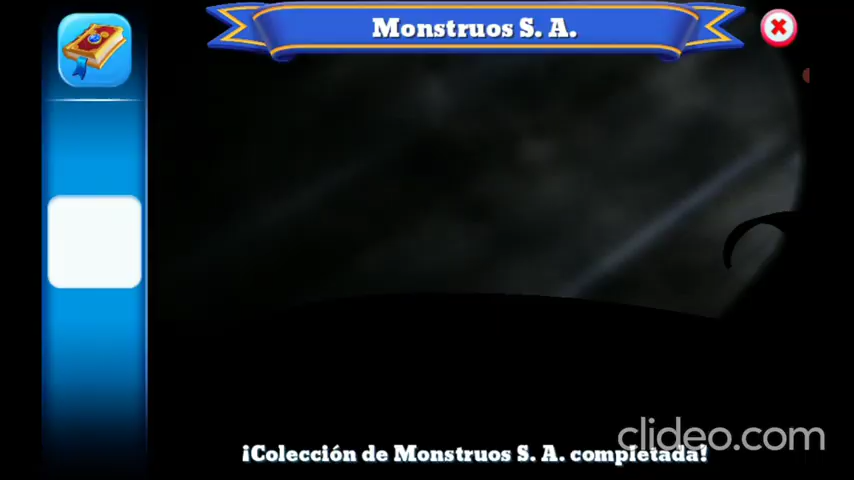 Monstruos S. A.
clideo.com
¡Colección de Monstruos S. A. completada!